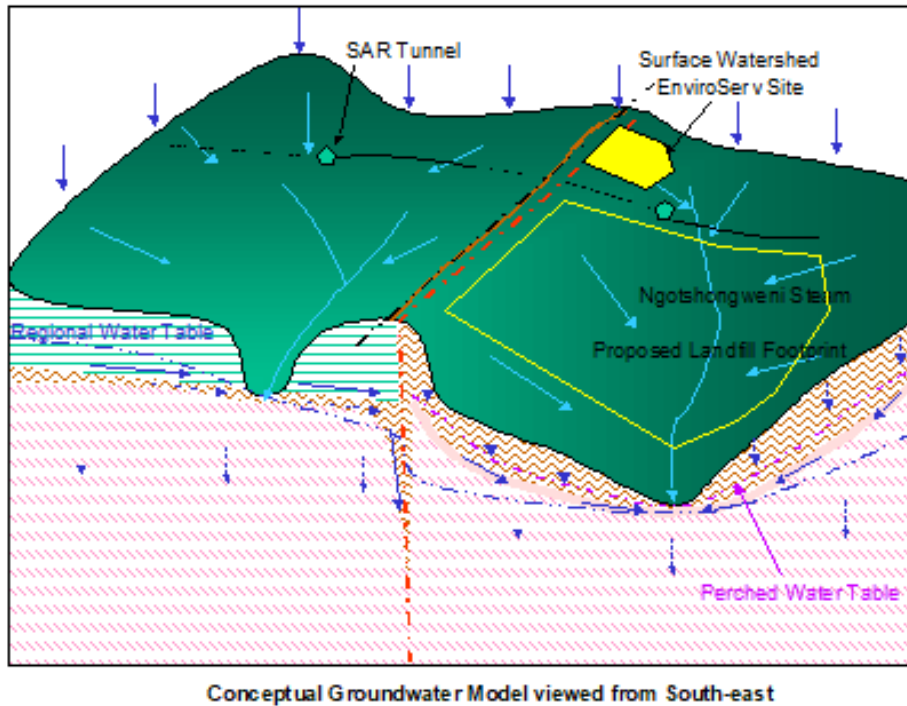 SAR Tunnel
Surface Watershed
EnviroServ Site
Ngotshongweni Steam
Regional Water Table
Proposed Landfill Footprint
Perched Water Table
Conceptual Groundwater Model viewed from South-east